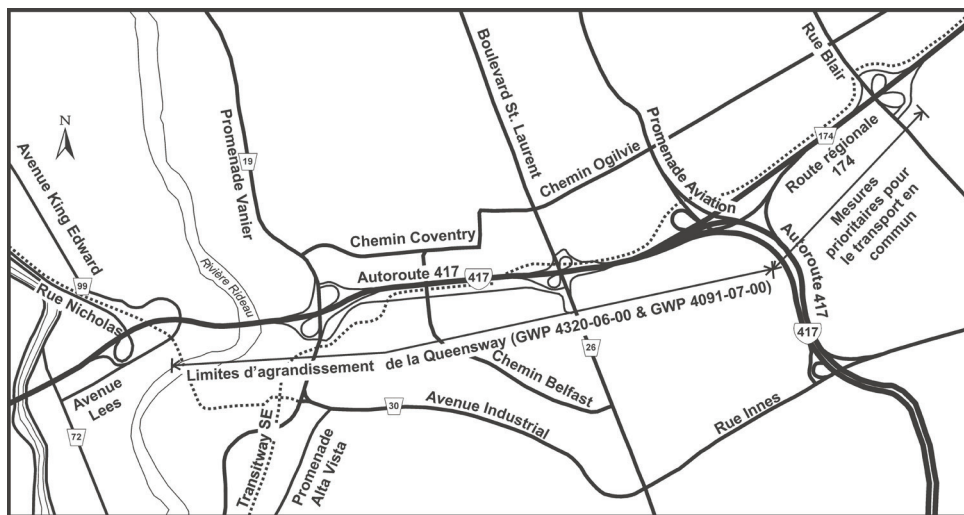 N
Avenue King Edward
99
Rue Nicholas
Avenue
Lees
72
Rivière Rideau
Promenade Vanier
19
Chemin Coventry
Autoroute 417
417
Boulevard St. Laurent
Chemin Ogilvie
Promenade Aviation
Rue Blair
174
Route régionale
174
Mesures
prioritaires pour
le transport en
commun
Autoroute 417
417
Limites d’agrandissement de la Queensway (GWP 4320-06-00 & GWP 4091-07-00)
26
Chemin Belfast
30
Avenue Industrial
Rue Innes
Transitway SE
Promenade
Alta Vista